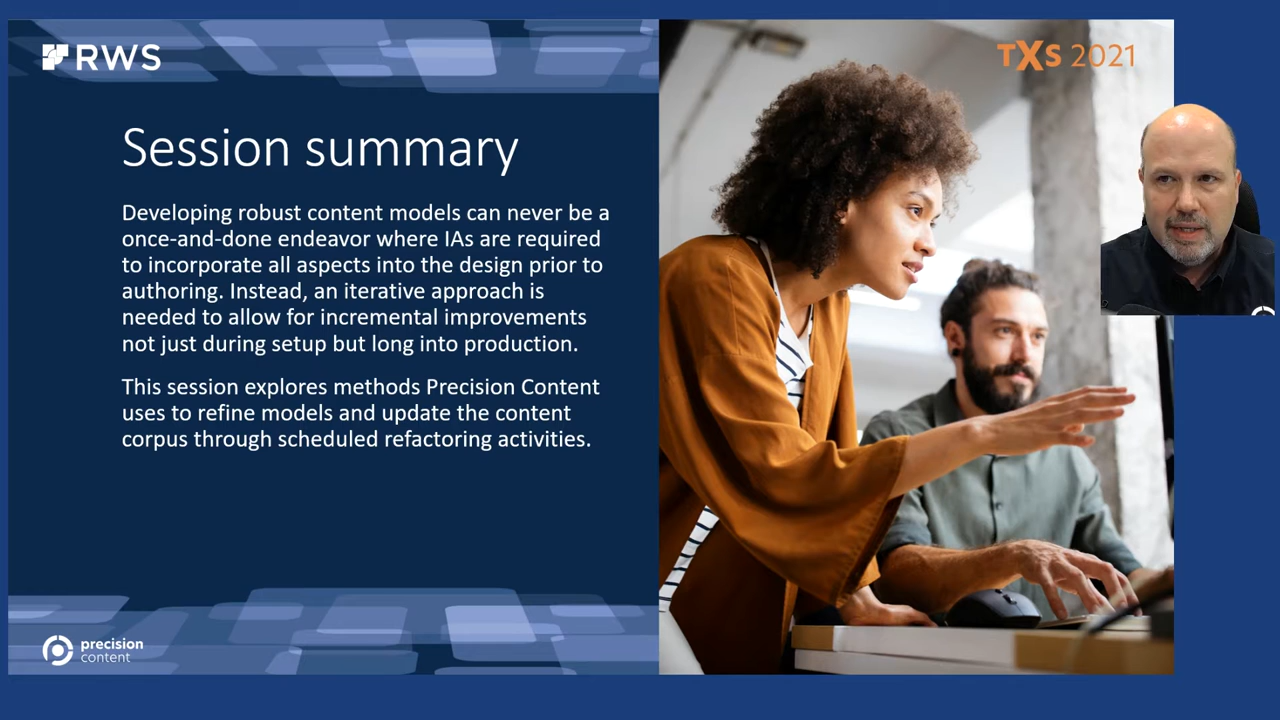 RWS
TXS 2021
Session summary
Developing robust content models can never be a
once-and-done endeavor where IAs are required
to incorporate all aspects into the design prior to
authoring. Instead, an iterative approach is
needed to allow for incremental improvements
not just during setup but long into production.
This session explores methods Precision Content
uses to refine models and update the content
corpus through scheduled refactoring activities.
precision
content